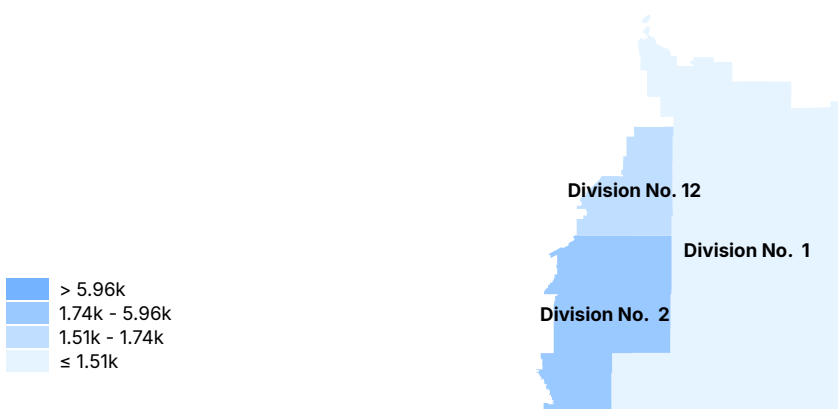 Division No. 12
Division No. 1
> 5.96k
1.74k - 5.96k
Division No. 2
1.51k - 1.74k
≤ 1.51k